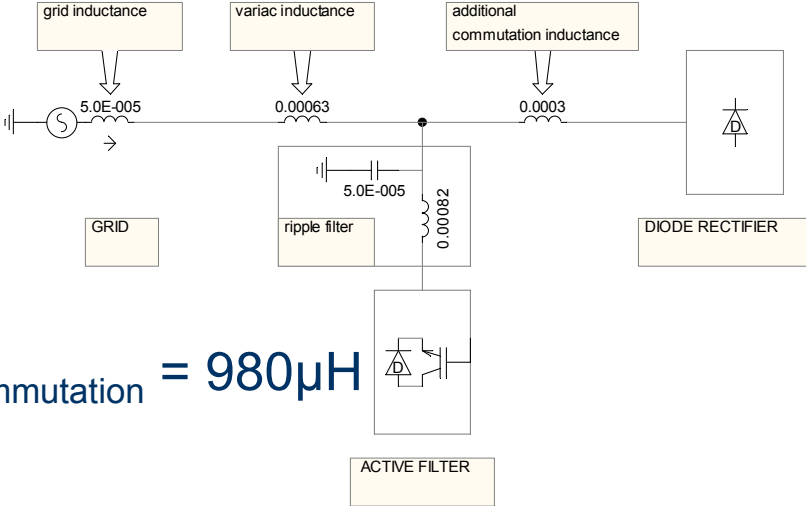 grid inductance
variac inductance
additional
commutation inductance
5.0E-005
0.00063
0.0003
D
5.0E-005
0.00082
GRID
ripple filter
DIODE RECTIFIER
= 980µH
D
ACTIVE FILTER